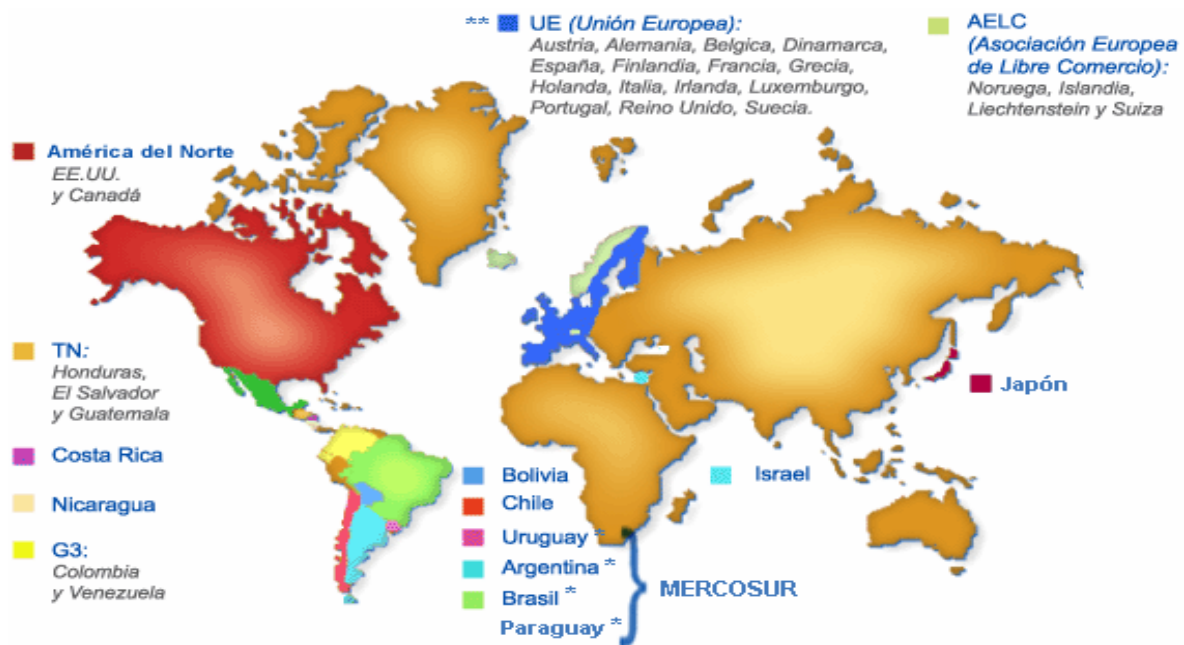 ** UE (Unión Europea):
Austria, Alemania, Belgica, Dinamarca,
España, Finlandia, Francia, Grecia,
Holanda, Italia, Irlanda, Luxemburgo,
Portugal, Reino Unido, Suecia.
AELC
(Asociación Europea
de Libre Comercio):
Noruega, Islandia,
Liechtenstein y Suiza
América del Norte
EE.UU.
y Canadá
TN:
Honduras,
El Salvador
y Guatemala
Japón
Costa Rica
Nicaragua
G3:
Colombia
y Venezuela
Bolivia
Chile
Uruguay *
Argentina *
Brasil *
Paraguay *
MERCOSUR
Israel